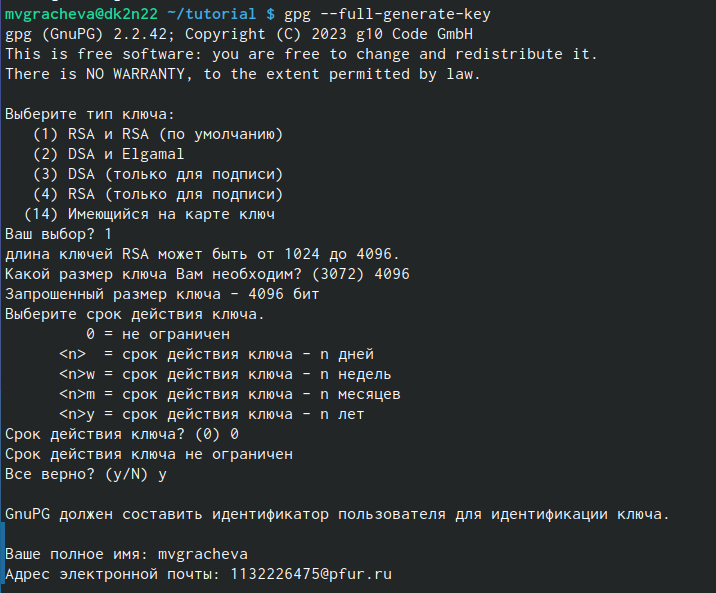 mvgracheva@dk2n22 ~/tutorial $ gpg --full-generate-key
gpg (GnuPG) 2.2.42; Copyright (C) 2023 g10 Code GmbH
This is free software: you are free to change and redistribute it.
There is NO WARRANTY, to the extent permitted by law.

Выберите тип ключа:
   (1) RSA и RSA (по умолчанию)
   (2) DSA и Elgamal
   (3) DSA (только для подписи)
   (4) RSA (только для подписи)
  (14) Имеющийся на карте ключ
Ваш выбор? 1
длина ключей RSA может быть от 1024 до 4096.
Какой размер ключа Вам необходим? (3072) 4096
Запрошенный размер ключа - 4096 бит
Выберите срок действия ключа.
         0 = не ограничен
      <n>  = срок действия ключа - n дней
      <n>w = срок действия ключа - n недель
      <n>m = срок действия ключа - n месяцев
      <n>y = срок действия ключа - n лет
Срок действия ключа? (0) 0
Срок действия ключа не ограничен
Все верно? (y/N) y

GnuPG должен составить идентификатор пользователя для идентификации ключа.

Ваше полное имя: mvgracheva
Адрес электронной почты: 1132226475@pfur.ru